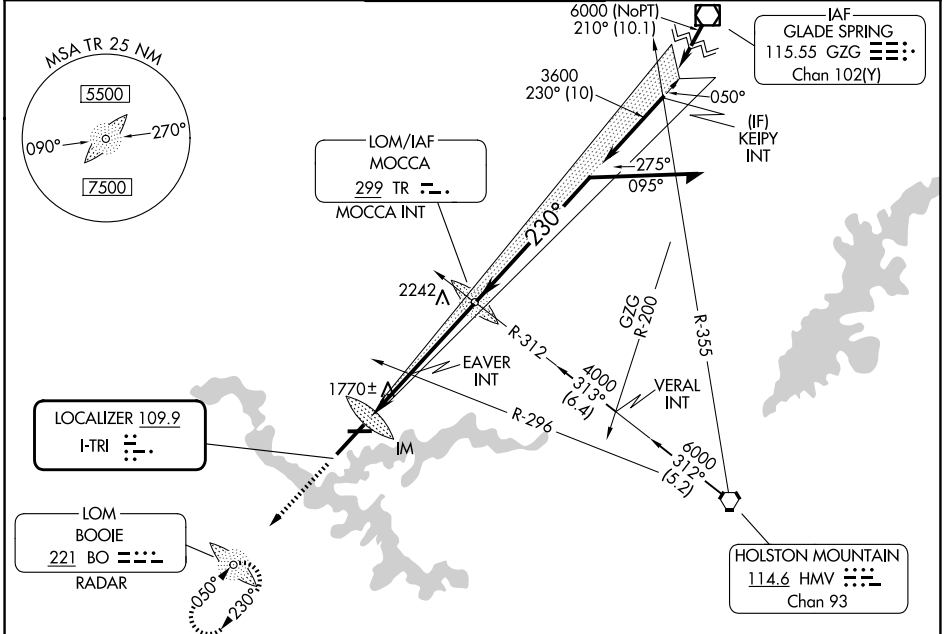 MSA TR 25 NM
5500
090°
270°
7500
6000 (NoPT)
210° (10.1)
IAF
GLADE SPRING
115.55 GZG
Chan 102(Y)
3600
230° (10)
050°
(IF)
KEIPY
INT
LOM/IAF
MOCCA
299 TR
MOCCA INT
275°
095°
230°
2242
R-312
GZG
R-200
R-355
EAVER
INT
4000
313°
(6.4)
VERAL
INT
1770±
R-296
6000
312°
(5.2)
LOCALIZER 109.9
I-TRI
IM
LOM
BOOIE
221 BO
RADAR
050°
230°
HOLSTON MOUNTAIN
114.6 HMV
Chan 93